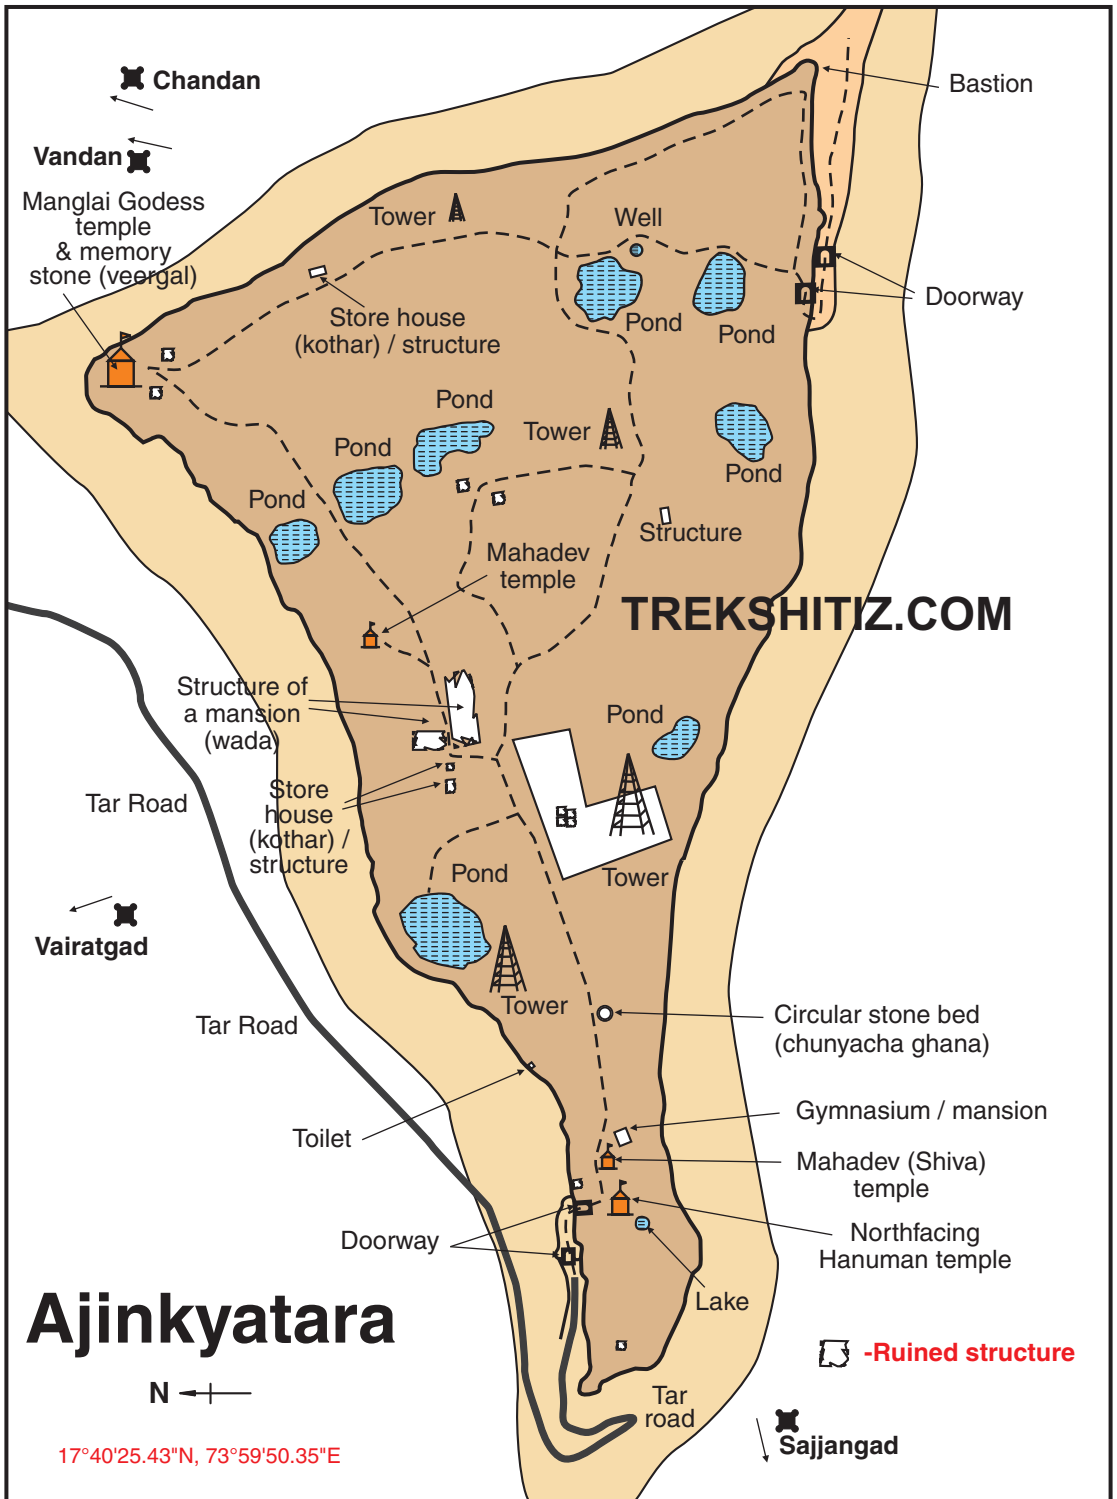 Chandan
Bastion
Vandan
Manglai Godess
temple
& memory
stone (veergal)
Tower
Well
Doorway
Store house
(kothar) / structure
Pond
Pond
Pond
Tower
Pond
Pond
Pond
Structure
Mahadev
temple
TREKSHITIZ.COM
Structure of
a mansion
(wada)
Pond
Tar Road
Store
house
(kothar) /
structure
Pond
Tower
Vairatgad
Tower
Tar Road
Circular stone bed
(chunyacha ghana)
Gymnasium / mansion
Toilet
Mahadev (Shiva)
temple
Doorway
Northfacing
Hanuman temple
Lake
Ajinkyatara
-Ruined structure
N
Tar
road
Sajjangad
17°40'25.43"N, 73°59'50.35"E